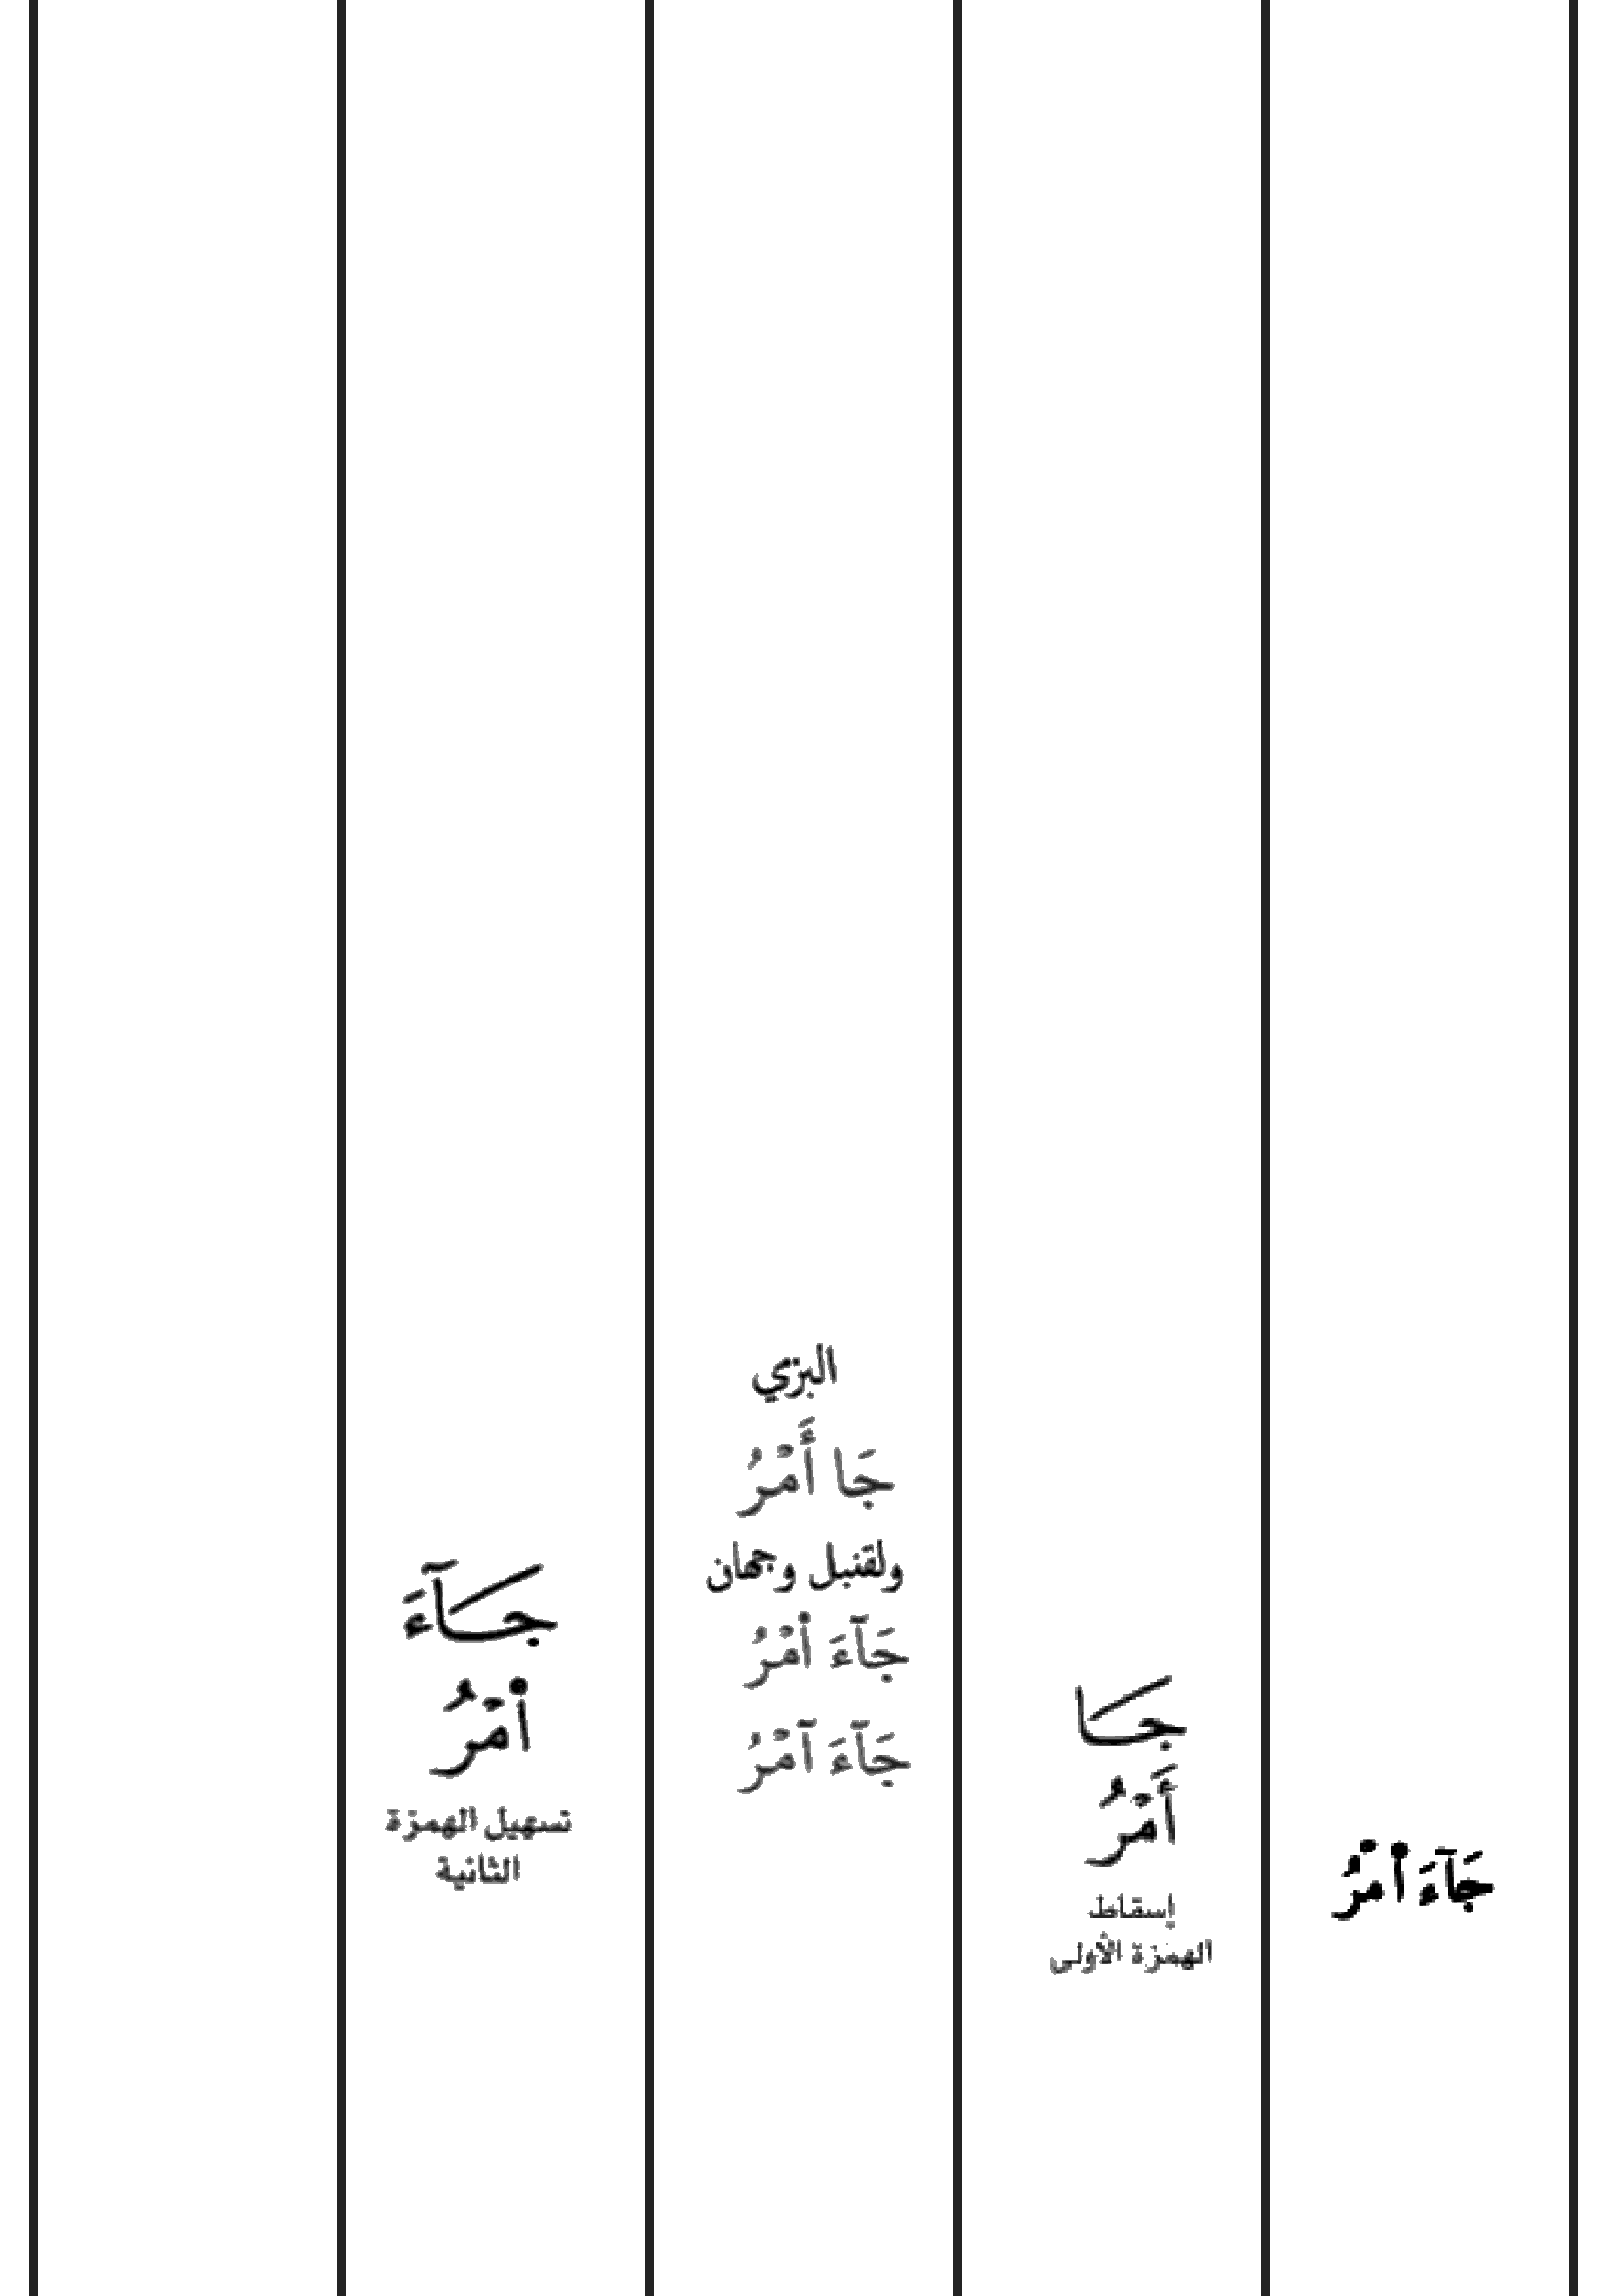 جَآءَ ا۬مْرُ
جَا
أَمْرُ
إسقاط
الهمزة الأولى
البزي
جَا أَمْرُ
ولقنبل وجهان
جَآءَ ا۬مْرُ
جَآءَ آمْرُ
جَآءَ
ا۬مْرُ
تسهيل الهمزة
الثانية